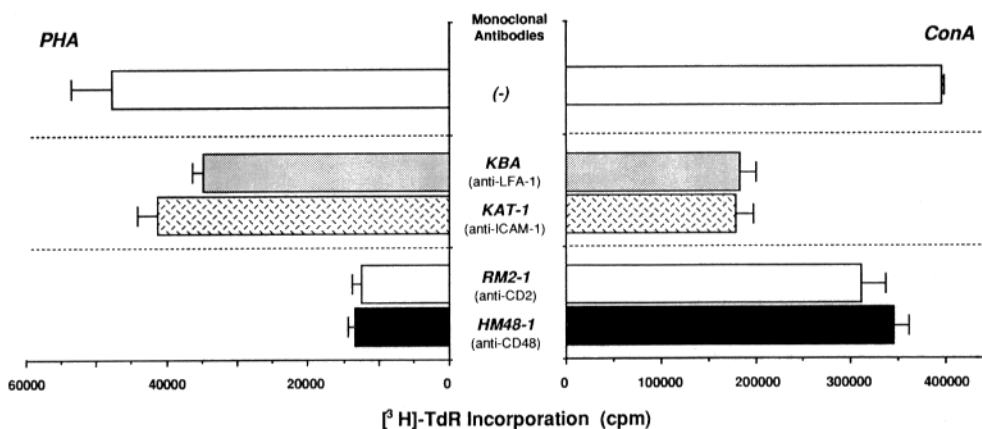 Monoclonal
Antibodies
PHA
ConA
(-)
KBA
(anti-LFA-1)
KAT-1
(anti-ICAM-1)
RM2-1
(anti-CD2)
HM48-1
(anti-CD48)
60000 40000 20000 0 0 100000 200000 300000 400000
[³ H]-TdR Incorporation (cpm)